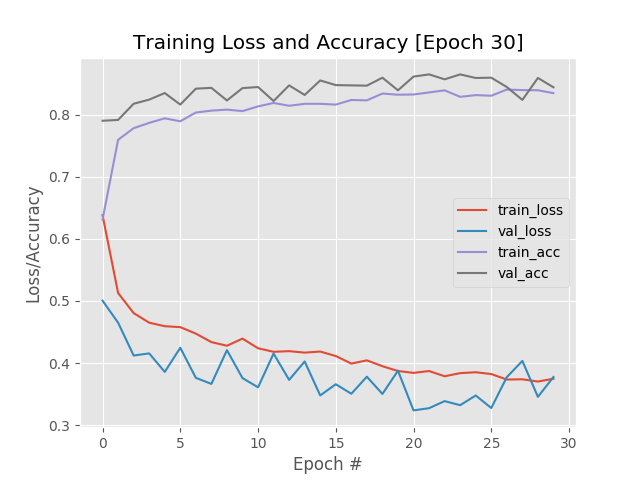 Training Loss and Accuracy [Epoch 30]
Loss/Accuracy
0.8
0.7
0.6
0.5
0.4
0.3
train_loss
val_loss
train_acc
val_acc
0 5 10 15 20 25 30
Epoch #